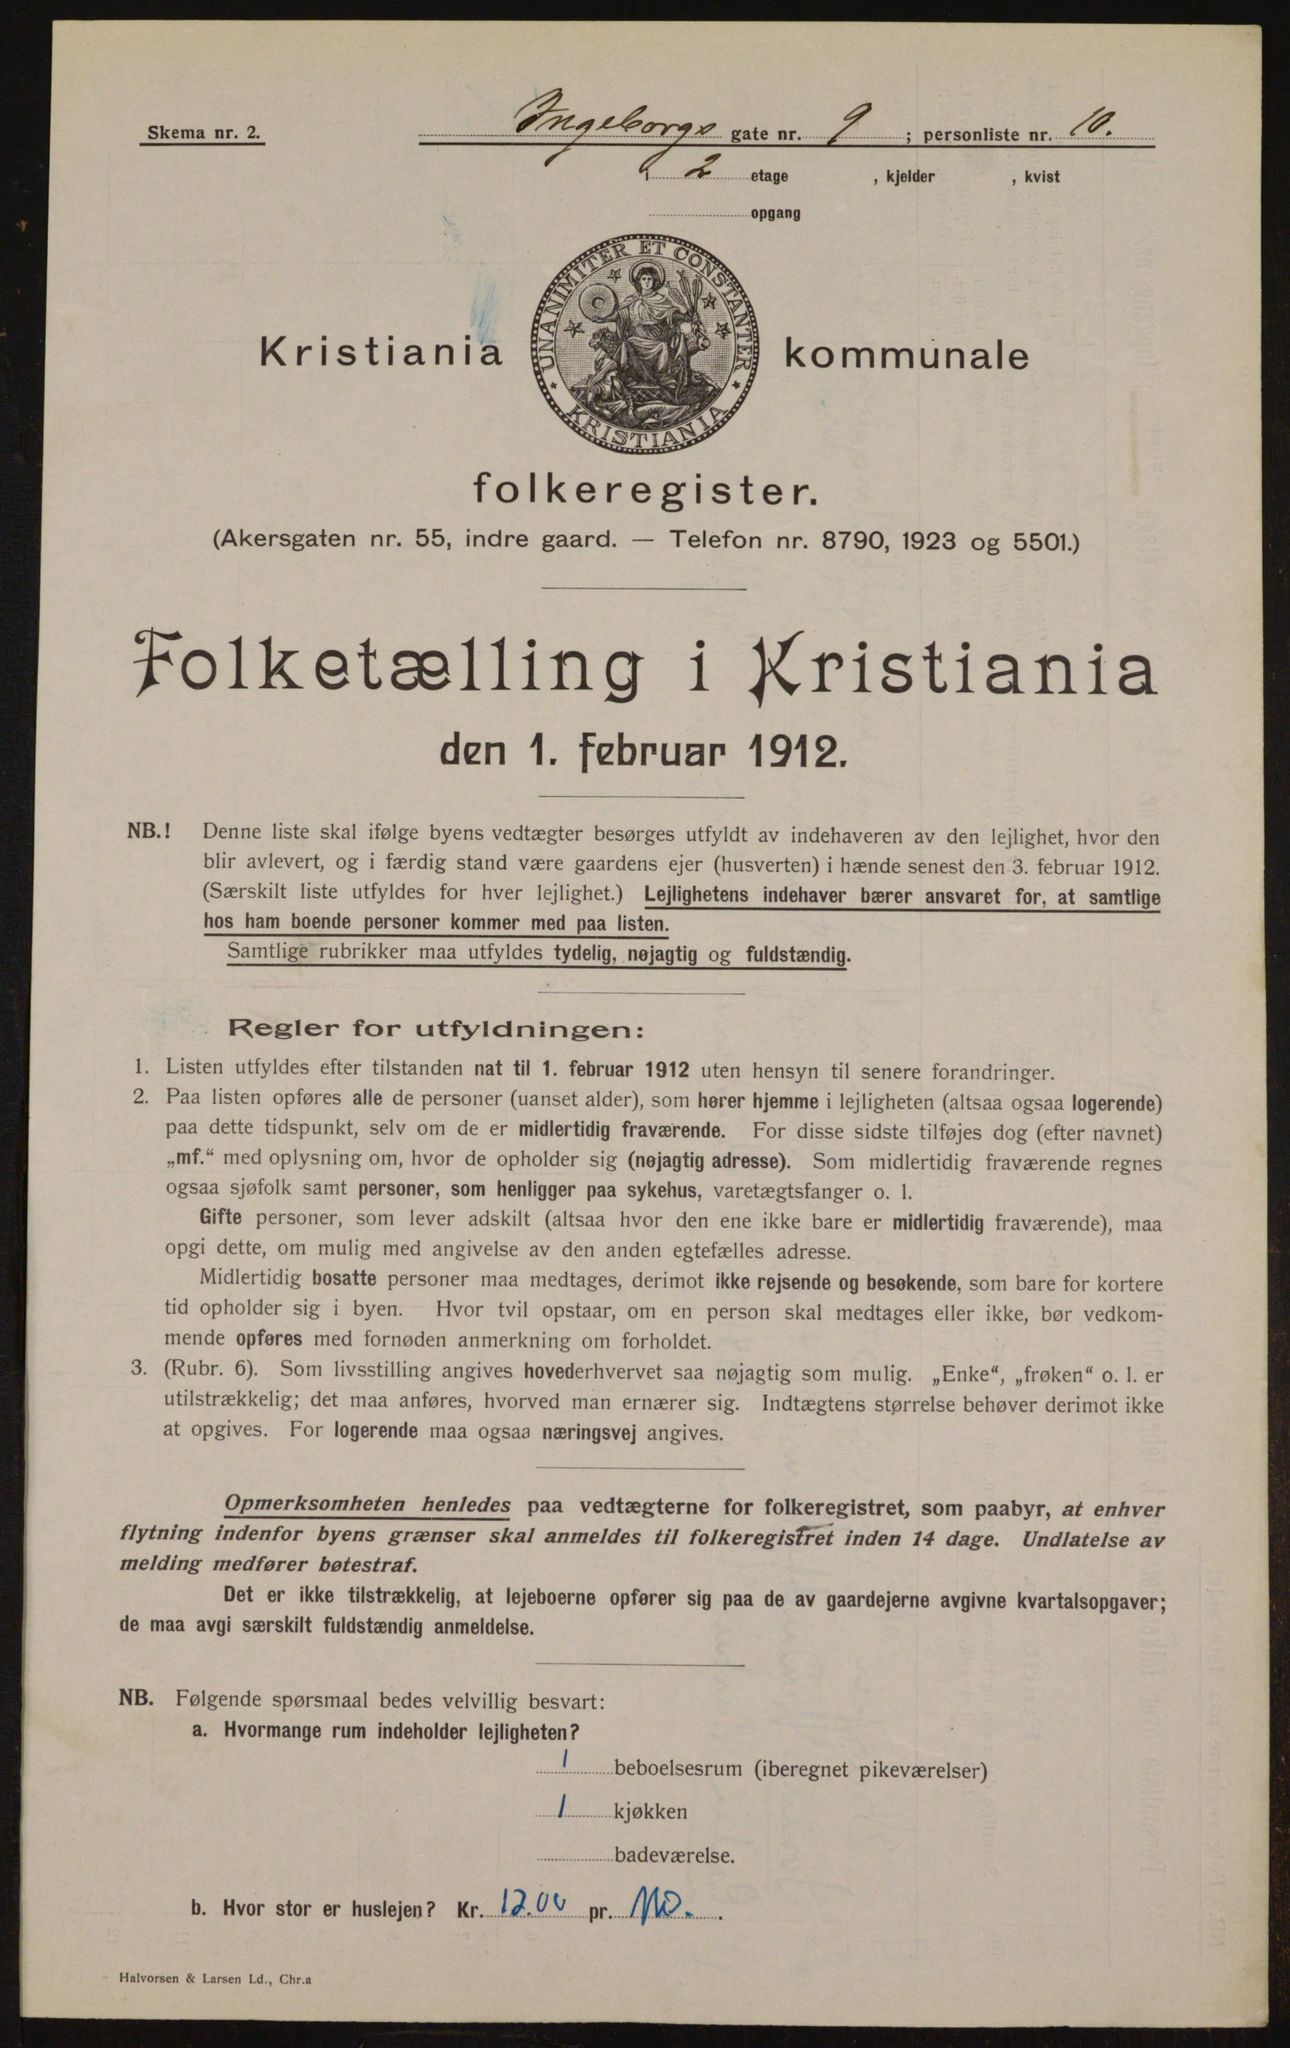 Skema nr. 2.
Ingeborgs gate nr. 9 ; personliste nr. 10.
i 2 etage , kjelder , kvist
opgang
UNANIMITER ET CONSTANTER
KRISTIANIA
Kristiania kommunale
folkeregister.
(Akersgaten nr. 55, indre gaard. — Telefon nr. 8790, 1923 og 5501.)
Folketælling i Kristiania
den 1. februar 1912.
NB.! Denne liste skal ifølge byens vedtægter besørges utfyldt av indehaveren av den lejlighet, hvor den
blir avlevert, og i færdig stand være gaardens ejer (husverten) i hænde senest den 3. februar 1912.
(Særskilt liste utfyldes for hver lejlighet.) Lejlighetens indehaver bærer ansvaret for, at samtlige
hos ham boende personer kommer med paa listen.
Samtlige rubrikker maa utfyldes tydelig, nøjagtig og fuldstændig.
Regler for utfyldningen:
1. Listen utfyldes efter tilstanden nat til 1. februar 1912 uten hensyn til senere forandringer.
2. Paa listen opføres alle de personer (uanset alder), som hører hjemme i lejligheten (altsaa ogsaa logerende)
paa dette tidspunkt, selv om de er midlertidig fraværende. For disse sidste tilføjes dog (efter navnet)
„mf.“ med oplysning om, hvor de opholder sig (nøjagtig adresse). Som midlertidig fraværende regnes
ogsaa sjøfolk samt personer, som henligger paa sykehus, varetægtsfanger o. l.
Gifte personer, som lever adskilt (altsaa hvor den ene ikke bare er midlertidig fraværende), maa
opgi dette, om mulig med angivelse av den anden egtefælles adresse.
Midlertidig bosatte personer maa medtages, derimot ikke rejsende og besøkende, som bare for kortere
tid opholder sig i byen. Hvor tvil opstaar, om en person skal medtages eller ikke, bør vedkom-
mende opføres med fornøden anmerkning om forholdet.
3. (Rubr. 6). Som livsstilling angives hovederhvervet saa nøjagtig som mulig. „Enke“, „frøken“ o. l. er
utilstrækkelig; det maa anføres, hvorved man ernærer sig. Indtægtens størrelse behøver derimot ikke
at opgives. For logerende maa ogsaa næringsvej angives.
Opmerksomheten henledes paa vedtægterne for folkeregistret, som paabyr, at enhver
flytning indenfor byens grænser skal anmeldes til folkeregistret inden 14 dage. Undlatelse av
melding medfører bøtestraf.
Det er ikke tilstrækkelig, at lejeboerne opfører sig paa de av gaardejerne avgivne kvartalsopgaver;
de maa avgi særskilt fuldstændig anmeldelse.
NB. Følgende spørsmaal bedes velvillig besvart:
a. Hvormange rum indeholder lejligheten?
1 beboelsesrum (iberegnet pikeværelser)
1 kjøkken
badeværelse.
b. Hvor stor er huslejen? Kr. 12.00 pr. Md.
Halvorsen & Larsen Ld., Chr.a